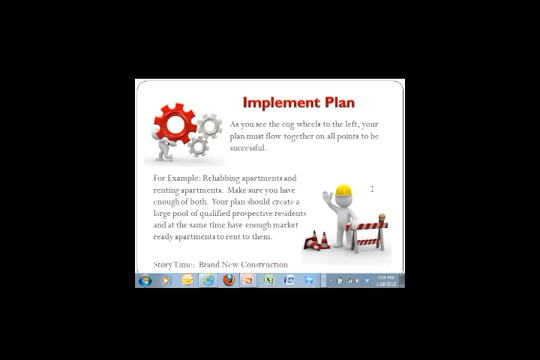 Implement Plan
As you see the cog wheels to the left, your
plan must flow together on all points to be
successful.
For Example: Rehabbing apartments and
renting apartments. Make sure you have
enough of both. Your plan should create a
large pool of qualified prospective residents
and at the same time have enough market
ready apartments to rent to them.
Story Time: Brand New Construction